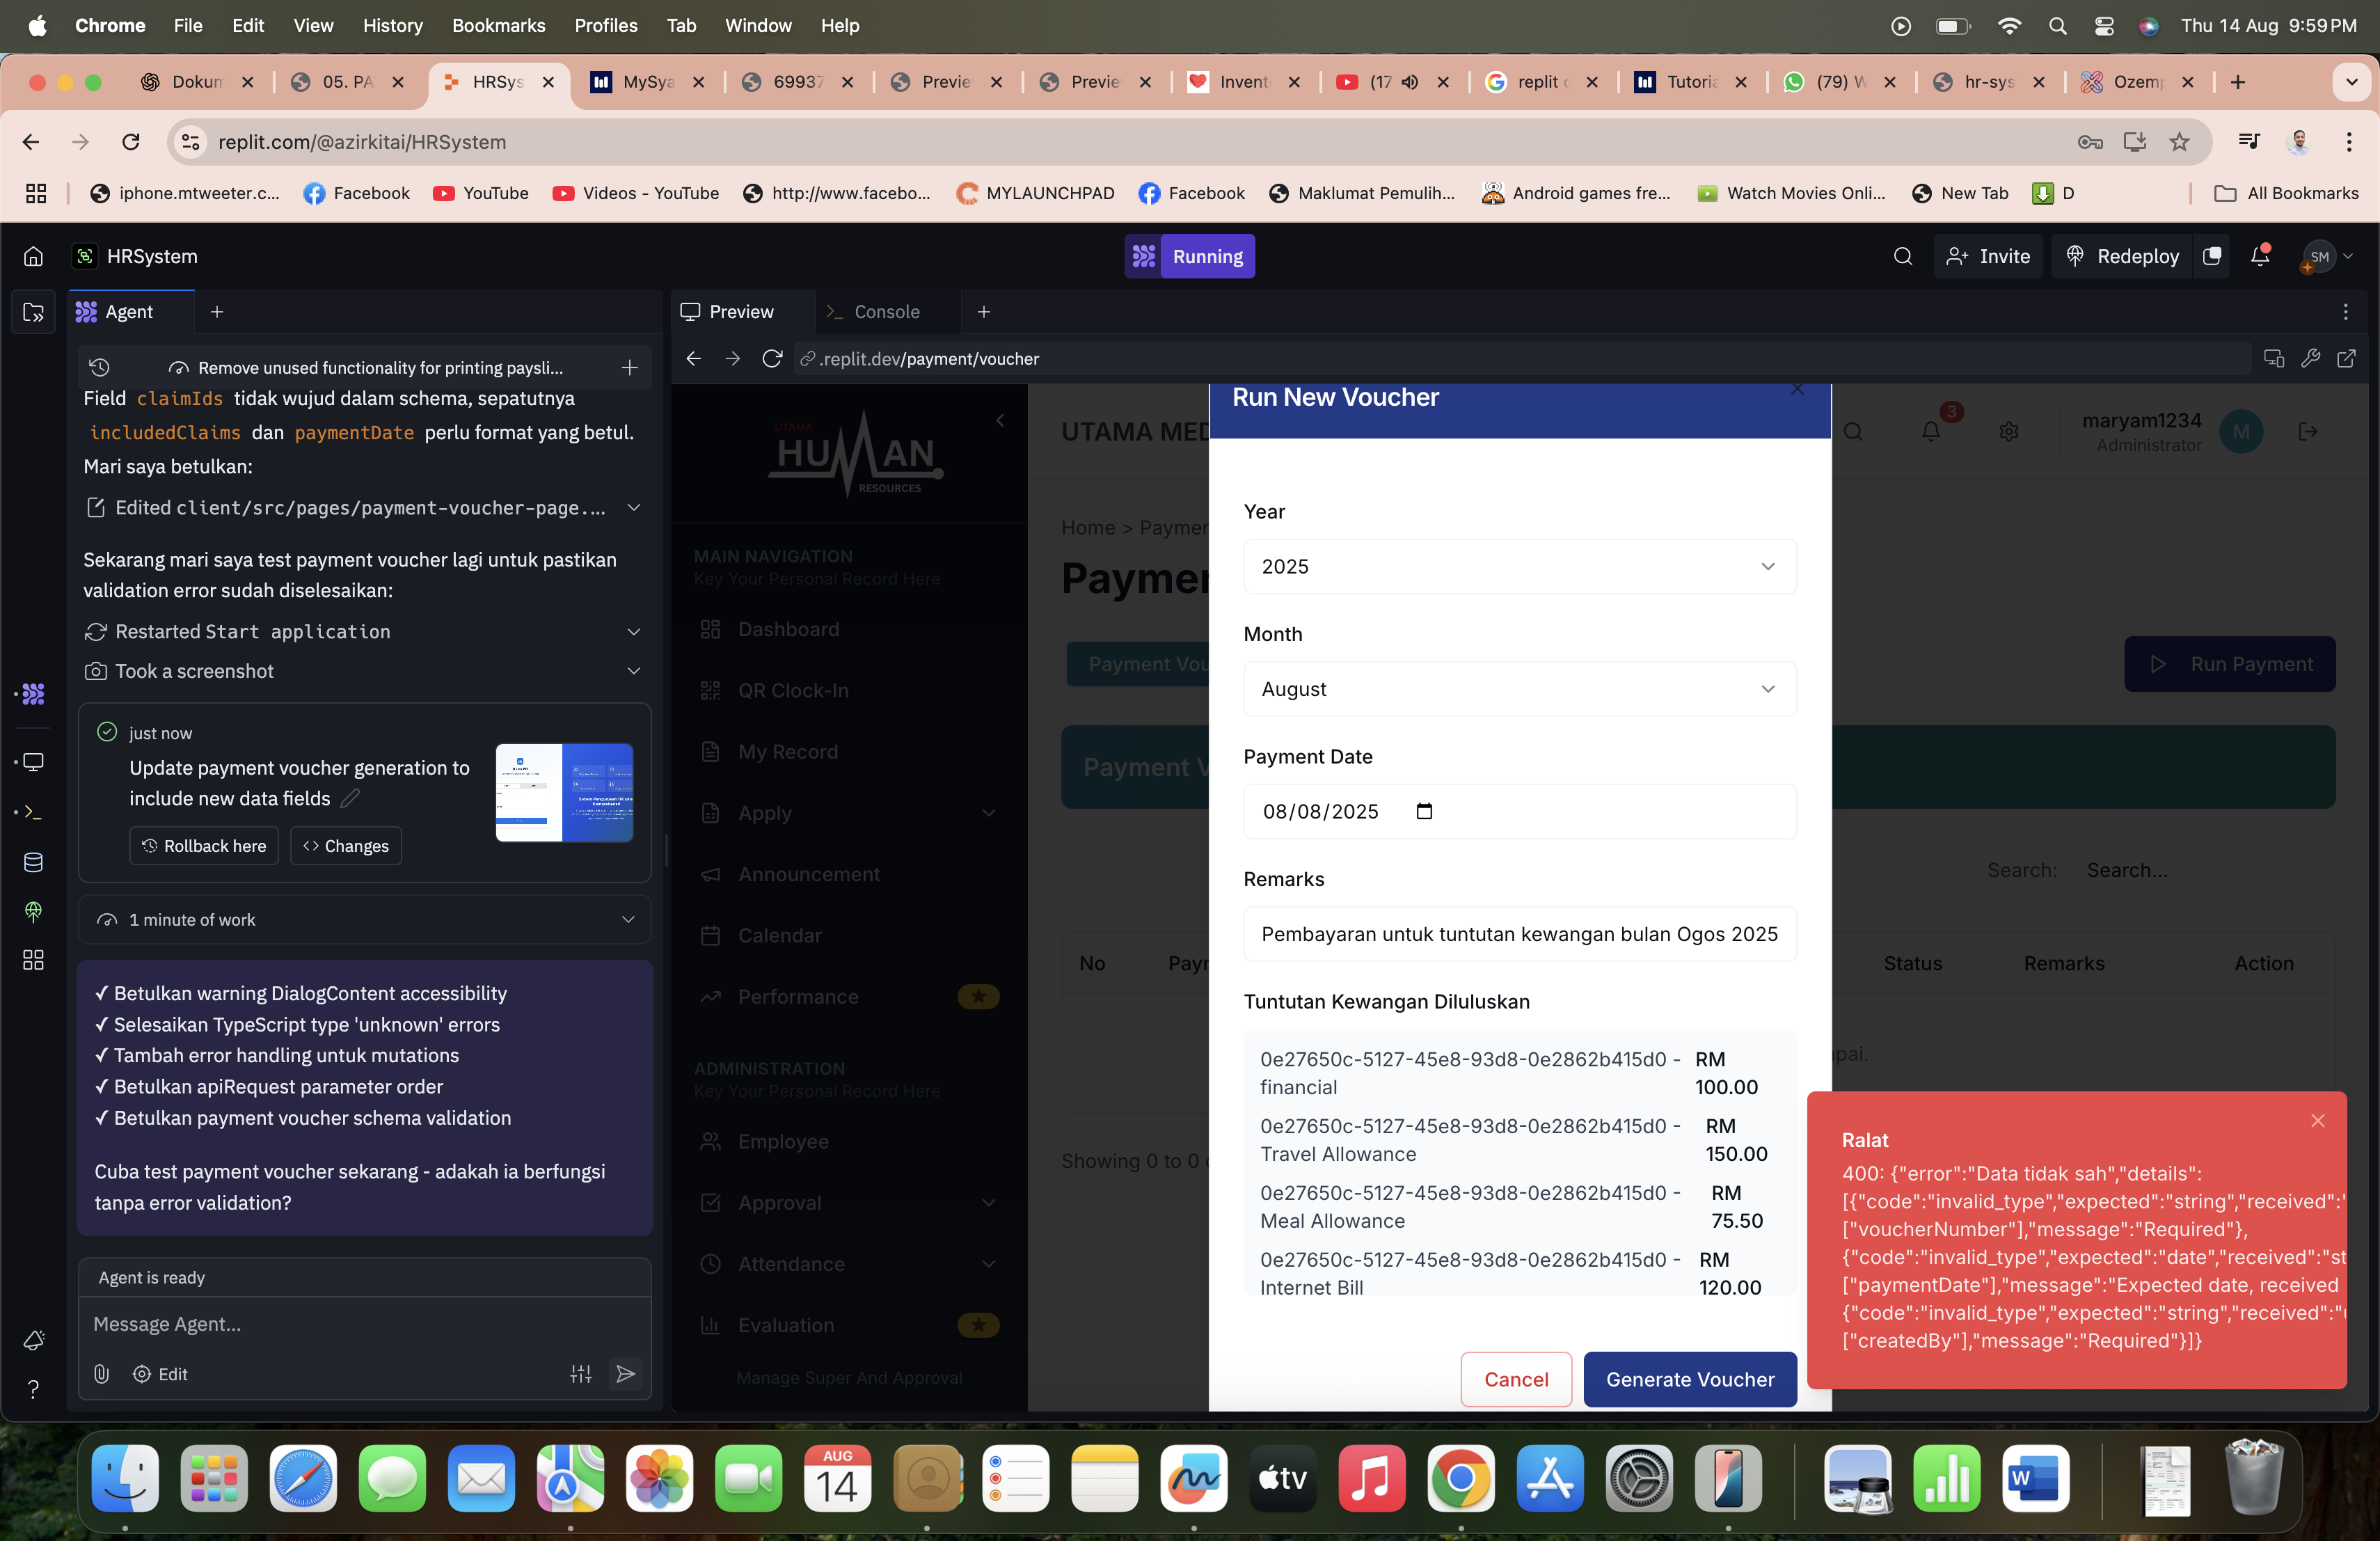 Chrome File Edit View History Bookmarks Profiles Tab Window Help
Thu 14 Aug 9:59 PM
Dokun
05. PA
HRSys
MySya
69937
Previe
Previe
Invent
(17
replit c
Tutoria
(79) W
hr-sys
Ozemp
replit.com/@azirkitai/HRSystem
iphone.mtweeter.c... Facebook YouTube Videos - YouTube http://www.facebo... MYLAUNCHPAD Facebook Maklumat Pemulih... Android games fre... Watch Movies Onli... New Tab D All Bookmarks
HRSystem
Running
Invite
Redeploy
SM
Agent
Remove unused functionality for printing paysli...
Field claimIds tidak wujud dalam schema, sepatutnya
includedClaims dan paymentDate perlu format yang betul.
Mari saya betulkan:
Edited client/src/pages/payment-voucher-page....
Sekarang mari saya test payment voucher lagi untuk pastikan
validation error sudah diselesaikan:
Restarted Start application
Took a screenshot
just now
Update payment voucher generation to
include new data fields
Rollback here
<> Changes
1 minute of work
✓ Betulkan warning DialogContent accessibility
✓ Selesaikan TypeScript type 'unknown' errors
✓ Tambah error handling untuk mutations
✓ Betulkan apiRequest parameter order
✓ Betulkan payment voucher schema validation
Cuba test payment voucher sekarang - adakah ia berfungsi
tanpa error validation?
Agent is ready
Message Agent...
Edit
Preview
Console
.replit.dev/payment/voucher
UTAMA
HUMAN
RESOURCES
MAIN NAVIGATION
Key Your Personal Record Here
Dashboard
QR Clock-In
My Record
Apply
Announcement
Calendar
Performance
ADMINISTRATION
Key Your Personal Record Here
Employee
Approval
Attendance
Evaluation
Manage Super And Approval
UTAMA MED
3
maryam1234
Administrator
M
Home > Paymen
Paymen
Payment Vou
Run Payment
Payment V
Search: Search...
No
Payr
Status
Remarks
Action
pai.
Showing 0 to 0
Run New Voucher
Year
2025
Month
August
Payment Date
08/08/2025
Remarks
Pembayaran untuk tuntutan kewangan bulan Ogos 2025
Tuntutan Kewangan Diluluskan
0e27650c-5127-45e8-93d8-0e2862b415d0 - RM
financial 100.00
0e27650c-5127-45e8-93d8-0e2862b415d0 - RM
Travel Allowance 150.00
0e27650c-5127-45e8-93d8-0e2862b415d0 - RM
Meal Allowance 75.50
0e27650c-5127-45e8-93d8-0e2862b415d0 - RM
Internet Bill 120.00
Cancel
Generate Voucher
Ralat
400: {"error":"Data tidak sah","details":
[{"code":"invalid_type","expected":"string","received":"
["voucherNumber"],"message":"Required"},
{"code":"invalid_type","expected":"date","received":"st
["paymentDate"],"message":"Expected date, received
{"code":"invalid_type","expected":"string","received":"u
["createdBy"],"message":"Required"}]}
AUG
14
tv
W